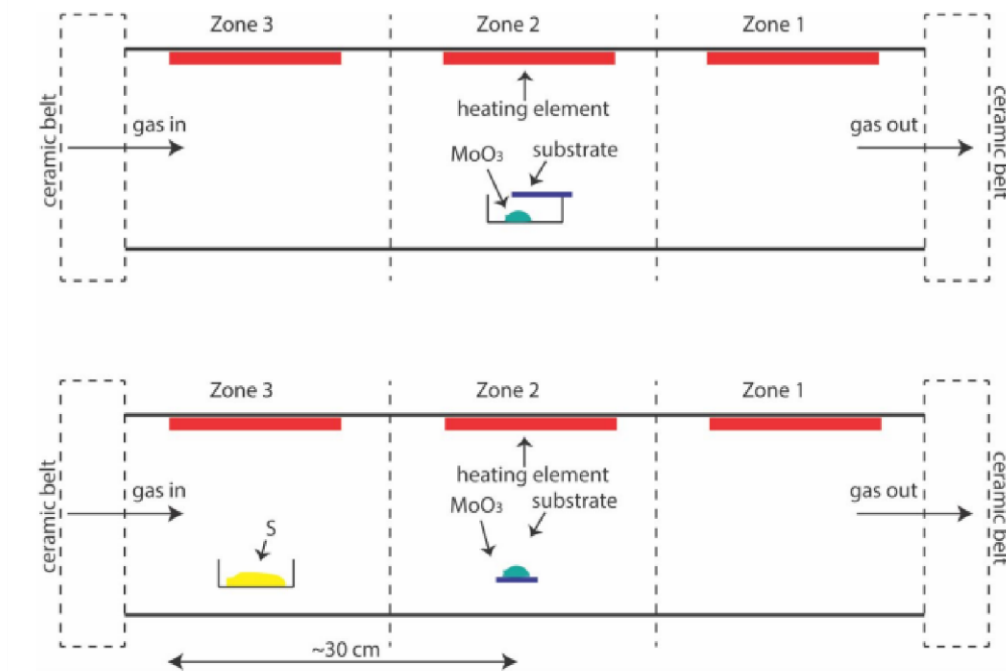 Zone 3
Zone 2
Zone 1
ceramic belt
gas in
heating element
gas out
ceramic belt
MoO3
substrate
Zone 3
Zone 2
Zone 1
ceramic belt
gas in
heating element
gas out
ceramic belt
MoO3
substrate
S
~30 cm